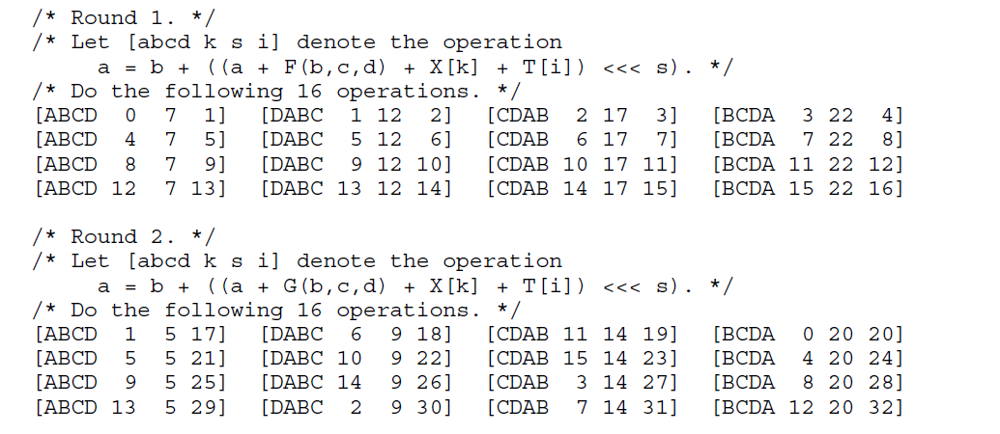 /* Round 1. */
/* Let [abcd k s i] denote the operation
     a = b + ((a + F(b,c,d) + X[k] + T[i]) <<< s). */
/* Do the following 16 operations. */
[ABCD  0  7  1]  [DABC  1 12  2]  [CDAB  2 17  3]  [BCDA  3 22  4]
[ABCD  4  7  5]  [DABC  5 12  6]  [CDAB  6 17  7]  [BCDA  7 22  8]
[ABCD  8  7  9]  [DABC  9 12 10]  [CDAB 10 17 11]  [BCDA 11 22 12]
[ABCD 12  7 13]  [DABC 13 12 14]  [CDAB 14 17 15]  [BCDA 15 22 16]

/* Round 2. */
/* Let [abcd k s i] denote the operation
     a = b + ((a + G(b,c,d) + X[k] + T[i]) <<< s). */
/* Do the following 16 operations. */
[ABCD  1  5 17]  [DABC  6  9 18]  [CDAB 11 14 19]  [BCDA  0 20 20]
[ABCD  5  5 21]  [DABC 10  9 22]  [CDAB 15 14 23]  [BCDA  4 20 24]
[ABCD  9  5 25]  [DABC 14  9 26]  [CDAB  3 14 27]  [BCDA  8 20 28]
[ABCD 13  5 29]  [DABC  2  9 30]  [CDAB  7 14 31]  [BCDA 12 20 32]